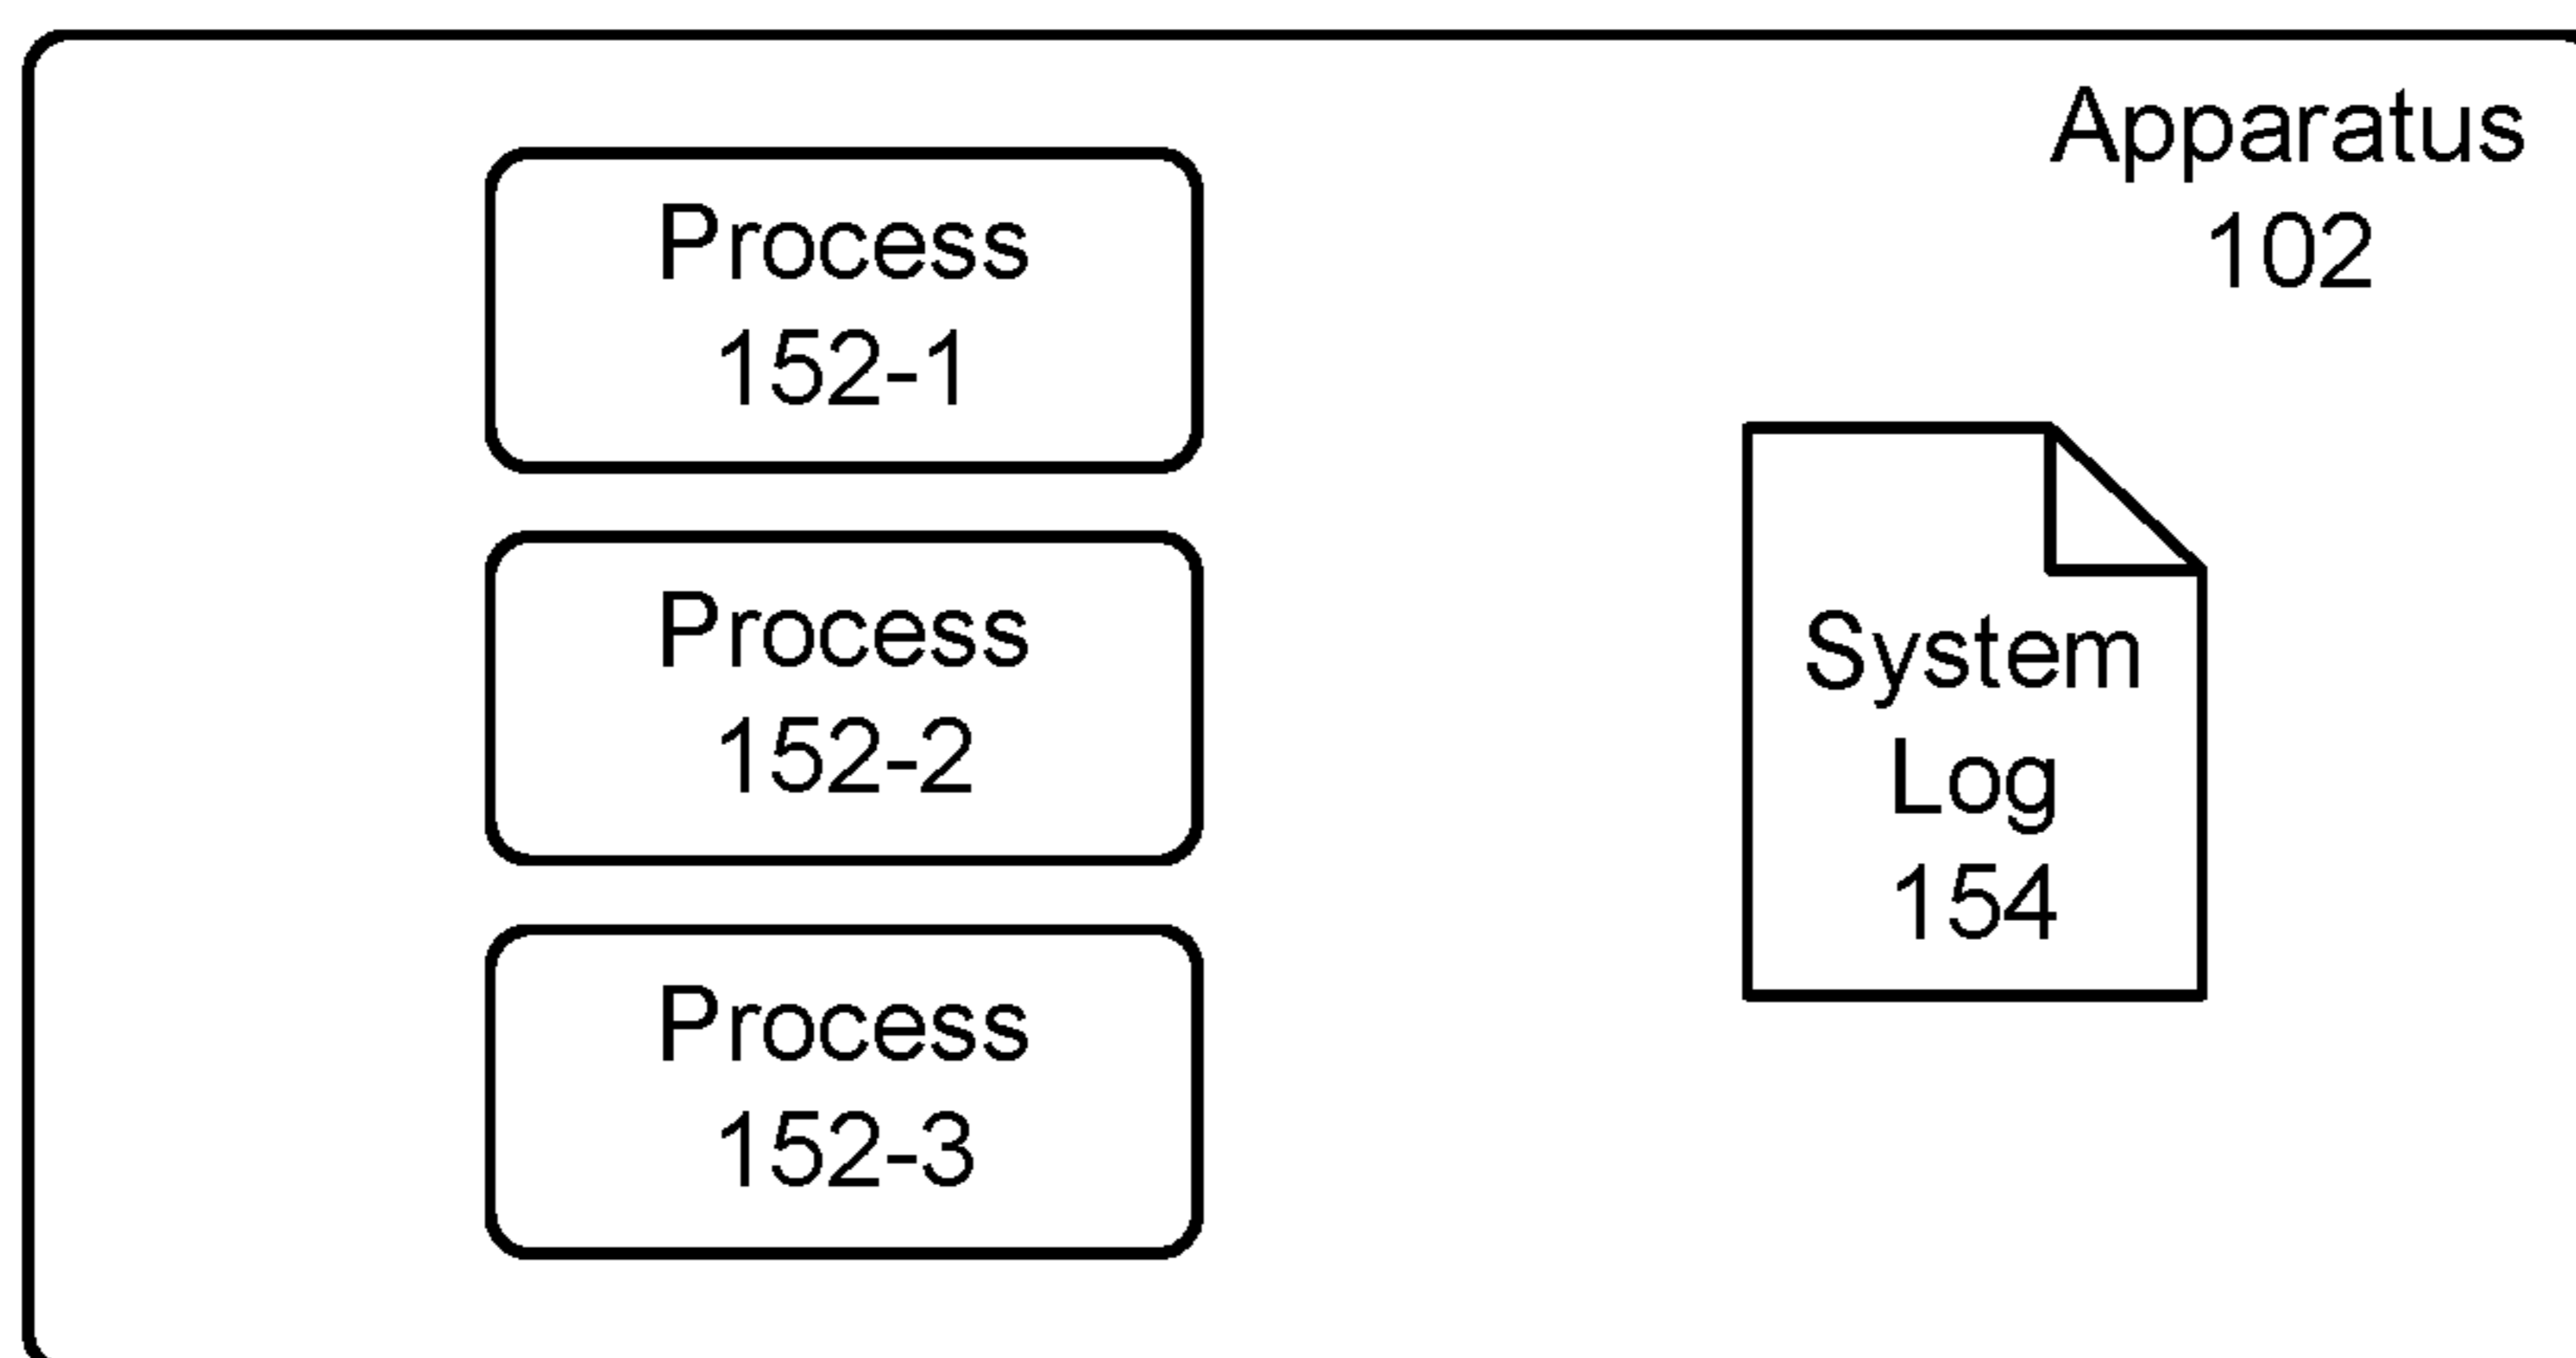 Apparatus
102
Process
152-1
Process
152-2
Process
152-3
System
Log
154